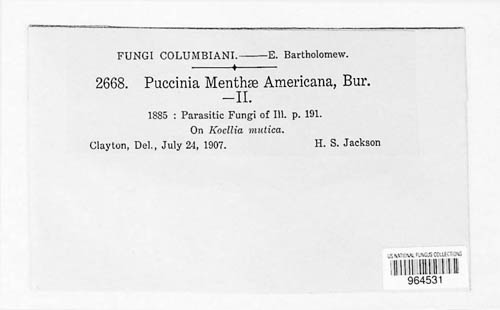 FUNGI COLUMBIANI.——E. Bartholomew.
2668. Puccinia Menthæ Americana, Bur.
—II.
1885 : Parasitic Fungi of Ill. p. 191.
On Koellia mutica.
Clayton, Del., July 24, 1907. H. S. Jackson
US NATIONAL FUNGUS COLLECTIONS
964531